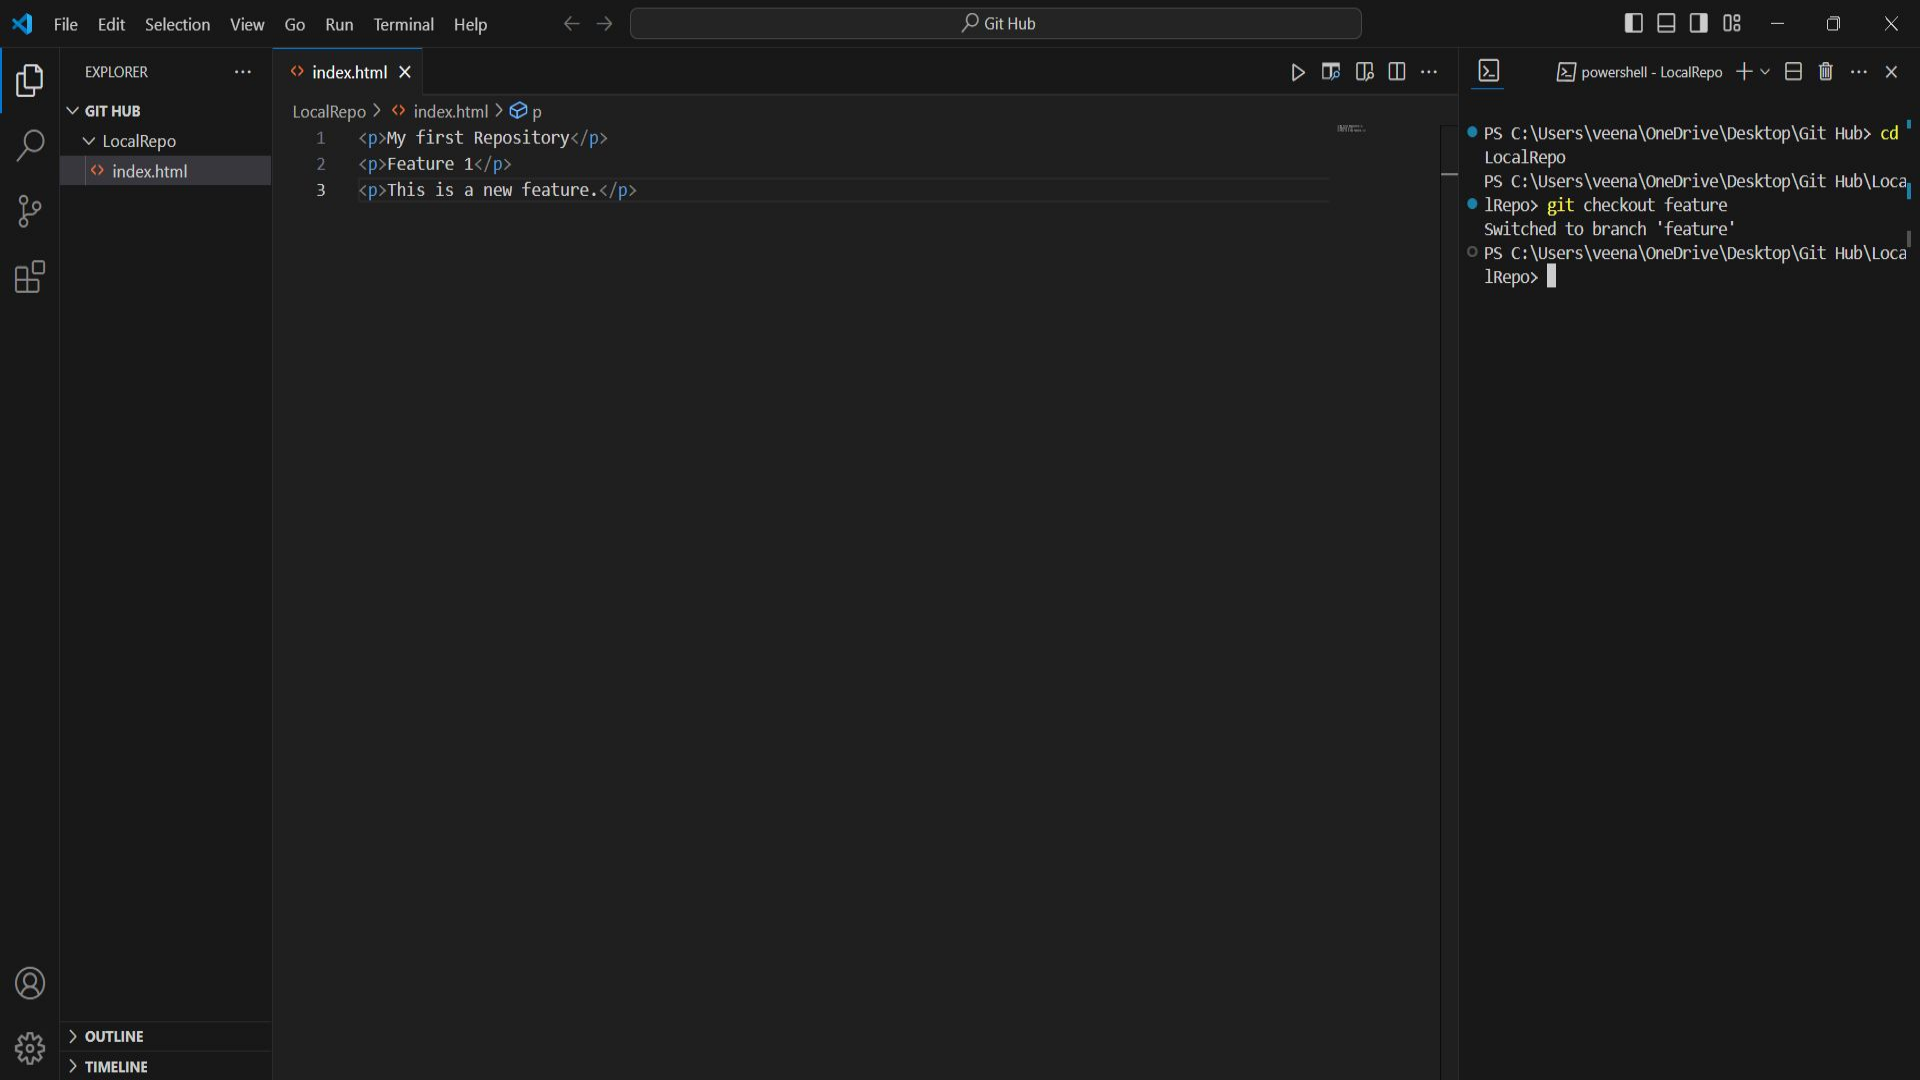 File Edit Selection View Go Run Terminal Help
Git Hub
EXPLORER
GIT HUB
LocalRepo
index.html
index.html
LocalRepo > index.html > p
1 <p>My first Repository</p>
2 <p>Feature 1</p>
3 <p>This is a new feature.</p>
powershell - LocalRepo
PS C:\Users\veena\OneDrive\Desktop\Git Hub> cd
LocalRepo
PS C:\Users\veena\OneDrive\Desktop\Git Hub\Loca
lRepo> git checkout feature
Switched to branch 'feature'
PS C:\Users\veena\OneDrive\Desktop\Git Hub\Loca
lRepo>
OUTLINE
TIMELINE